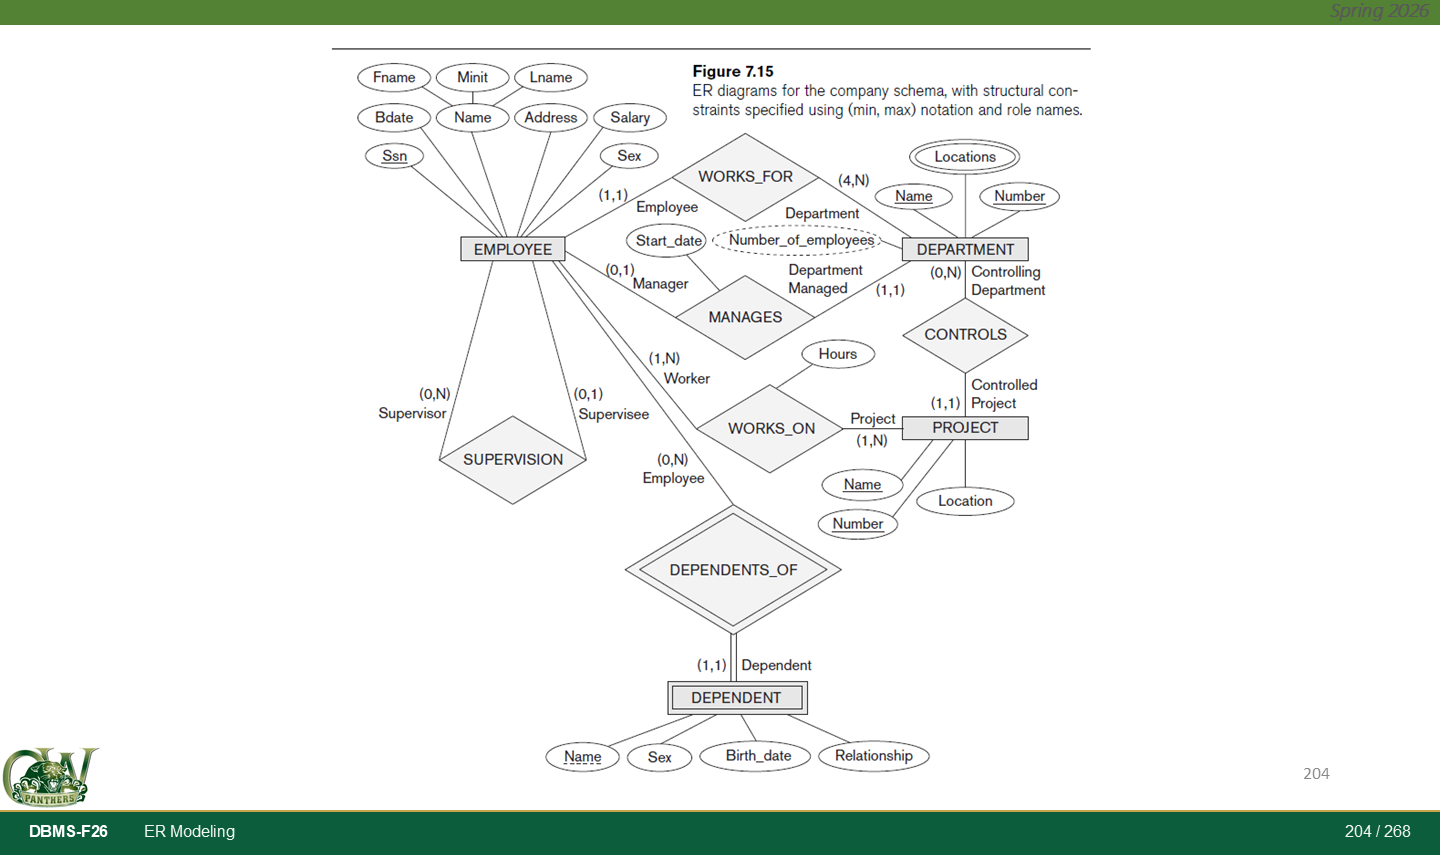 Spring 2026
Figure 7.15
ER diagrams for the company schema, with structural con-
straints specified using (min, max) notation and role names.
Fname
Minit
Lname
Bdate
Name
Address
Salary
Ssn
Sex
WORKS_FOR
(1,1)
Employee
(4,N)
Department
Locations
Name
Number
EMPLOYEE
Start_date
Number_of_employees
DEPARTMENT
(0,1)
Manager
Department
Managed
(1,1)
MANAGES
(0,N)
Controlling
Department
CONTROLS
Hours
(1,N)
Worker
Controlled
Project
(1,1)
(0,N)
Supervisor
(0,1)
Supervisee
WORKS_ON
Project
(1,N)
PROJECT
SUPERVISION
(0,N)
Employee
Name
Number
Location
DEPENDENTS_OF
(1,1)
Dependent
DEPENDENT
Name
Sex
Birth_date
Relationship
OW
PANTHERS
204
DBMS-F26
ER Modeling
204 / 268